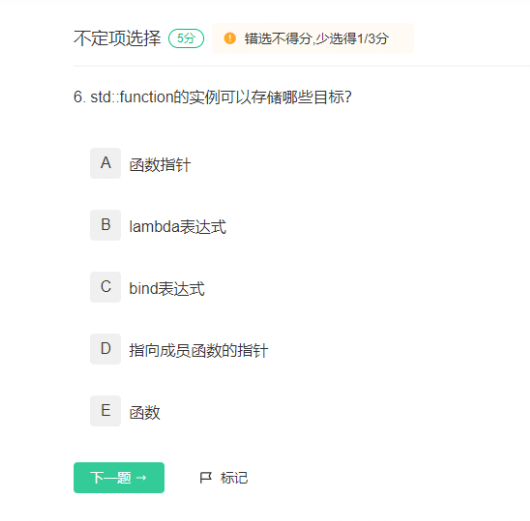 不定项选择 5分 错选不得分,少选得1/3分
6. std::function的实例可以存储哪些目标?
A 函数指针
B lambda表达式
C bind表达式
D 指向成员函数的指针
E 函数
下一题 → 标记